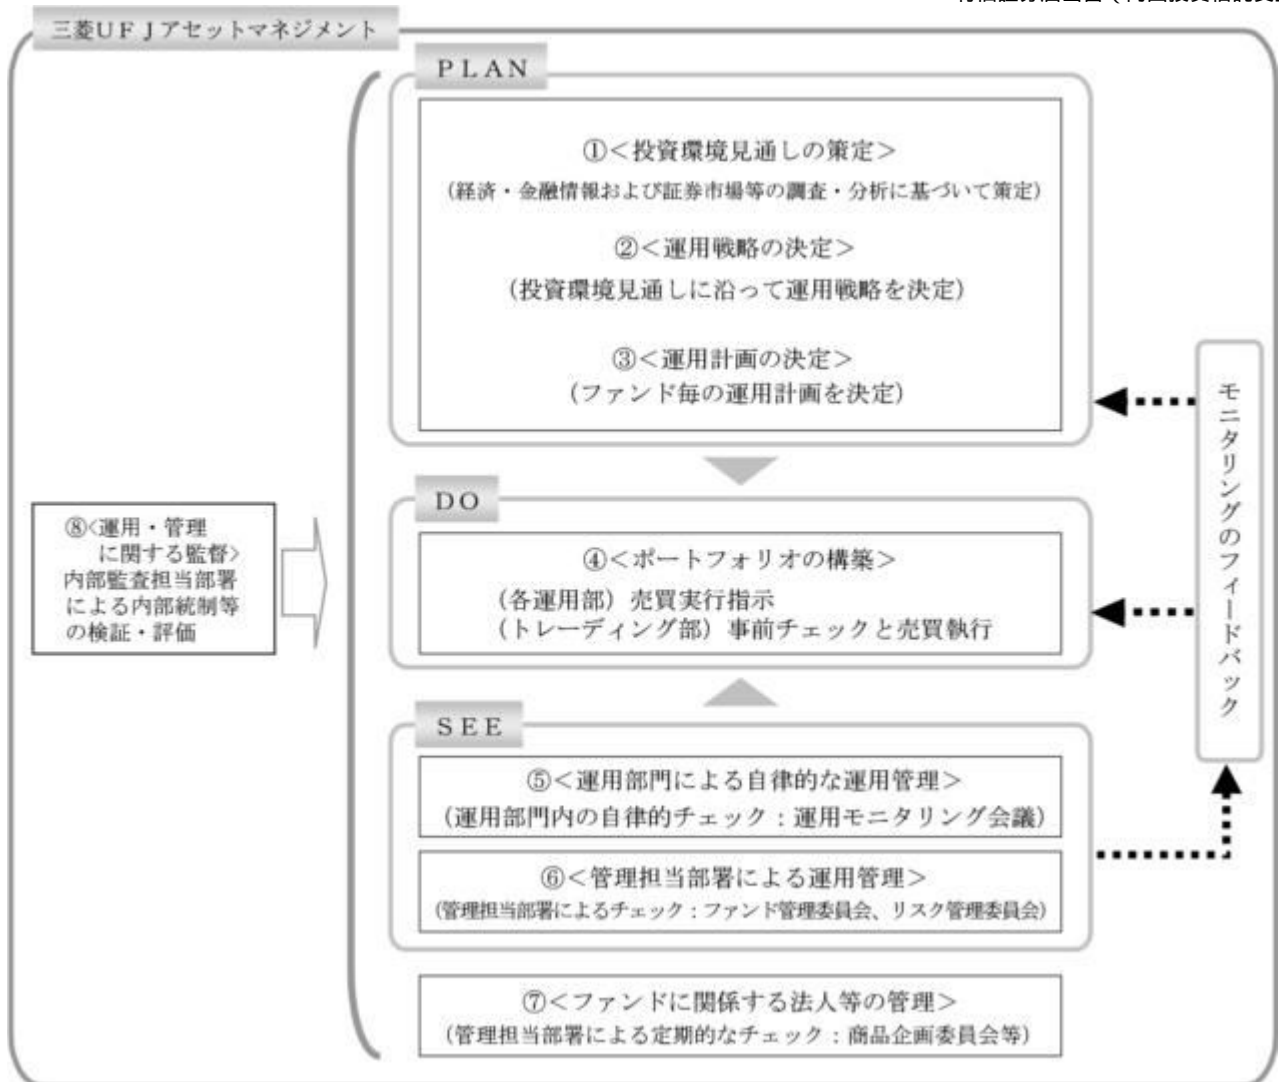 三菱UFJアセットマネジメント
PLAN
①<投資環境見通しの策定>
(経済・金融情報および証券市場等の調査・分析に基づいて策定)
②<運用戦略の決定>
(投資環境見通しに沿って運用戦略を決定)
③<運用計画の決定>
(ファンド毎の運用計画を決定)
DO
④<ポートフォリオの構築>
(各運用部)売買実行指示
(トレーディング部)事前チェックと売買執行
SEE
⑤<運用部門による自律的な運用管理>
(運用部門内の自律的チェック:運用モニタリング会議)
⑥<管理担当部署による運用管理>
(管理担当部署によるチェック:ファンド管理委員会、リスク管理委員会)
⑦<ファンドに関係する法人等の管理>
(管理担当部署による定期的なチェック:商品企画委員会等)
⑧<運用・管理
に関する監督>
内部監査担当部署
による内部統制等
の検証・評価
モニタリングのフィードバック